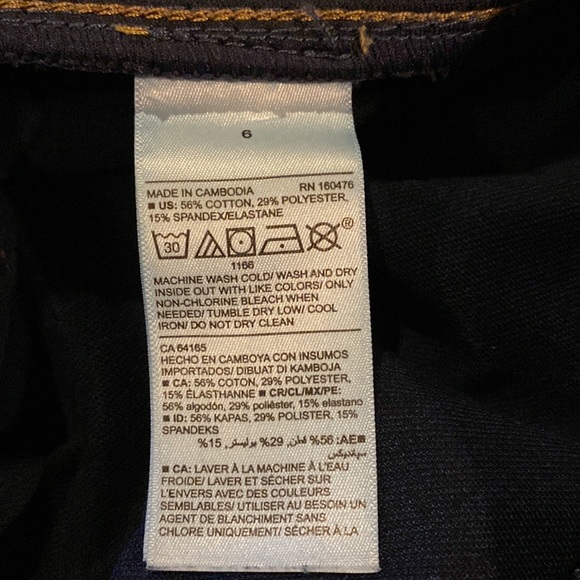 6
MADE IN CAMBODIA RN 160476
■ US: 56% COTTON, 29% POLYESTER,
15% SPANDEX/ELASTANE
30 ®
1166
MACHINE WASH COLD/ WASH AND DRY
INSIDE OUT WITH LIKE COLORS/ ONLY
NON-CHLORINE BLEACH WHEN
NEEDED/ TUMBLE DRY LOW/ COOL
IRON/ DO NOT DRY CLEAN
CA 64165
HECHO EN CAMBOYA CON INSUMOS
IMPORTADOS/ DIBUAT DI KAMBOJA
■ CA: 56% COTON, 29% POLYESTER,
15% ÉLASTHANNE ■ CR/CL/MX/PE:
56% algodón, 29% poliéster, 15% elastano
■ ID: 56% KAPAS, 29% POLISTER, 15%
SPANDEKS
■AE: 56% قطن, 29% بوليستر, 15%
سباندكس
■ CA: LAVER À LA MACHINE À L'EAU
FROIDE/ LAVER ET SÉCHER SUR
L'ENVERS AVEC DES COULEURS
SEMBLABLES/ UTILISER AU BESOIN UN
AGENT DE BLANCHIMENT SANS
CHLORE UNIQUEMENT/ SÉCHER À LA